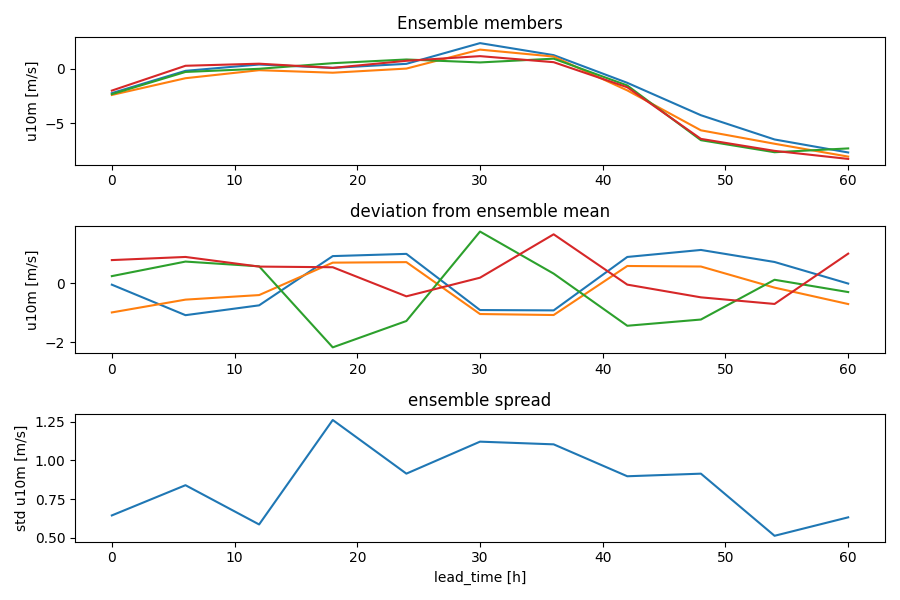 Ensemble members
u10m [m/s]
0
−5
0 10 20 30 40 50 60
deviation from ensemble mean
u10m [m/s]
0
−2
0 10 20 30 40 50 60
ensemble spread
std u10m [m/s]
1.25
1.00
0.75
0.50
0 10 20 30 40 50 60
lead_time [h]